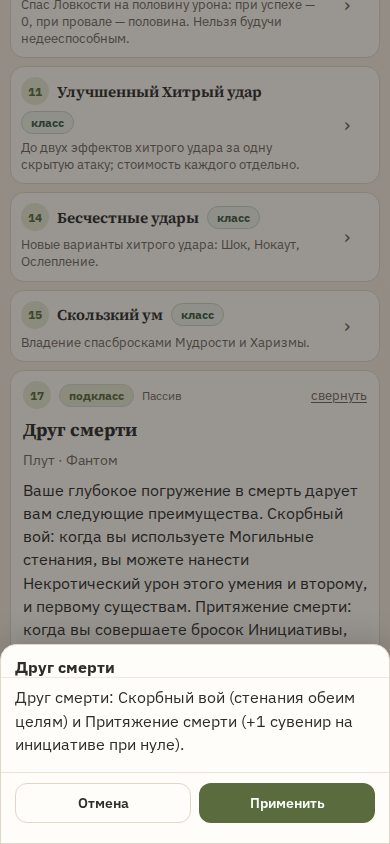 Спас Ловкости на половину урона: при успехе —
0, при провале — половина. Нельзя будучи
недееспособным.
11 Улучшенный Хитрый удар
класс
До двух эффектов хитрого удара за одну
скрытую атаку; стоимость каждого отдельно.
14 Бесчестные удары класс
Новые варианты хитрого удара: Шок, Нокаут,
Ослепление.
15 Скользкий ум класс
Владение спасбросками Мудрости и Харизмы.
17 подкласс Пассив свернуть
Друг смерти
Плут · Фантом
Ваше глубокое погружение в смерть дарует
вам следующие преимущества. Скорбный
вой: когда вы используете Могильные
стенания, вы можете нанести
Некротический урон этого умения и второму,
и первому существам. Притяжение смерти:
когда вы совершаете бросок Инициативы,
Друг смерти
Друг смерти: Скорбный вой (стенания обеим
целям) и Притяжение смерти (+1 сувенир на
инициативе при нуле).
Отмена Применить